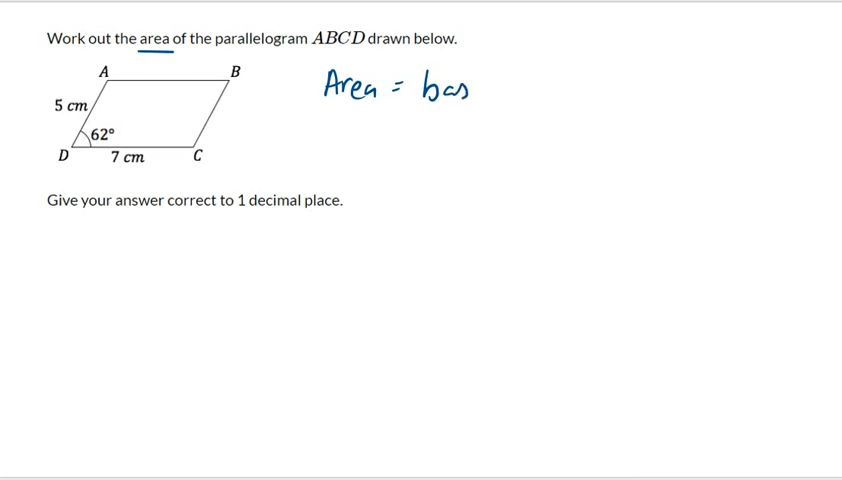 Work out the area of the parallelogram ABCD drawn below.
A B
Area = bas
5 cm
62°
D 7 cm C
Give your answer correct to 1 decimal place.